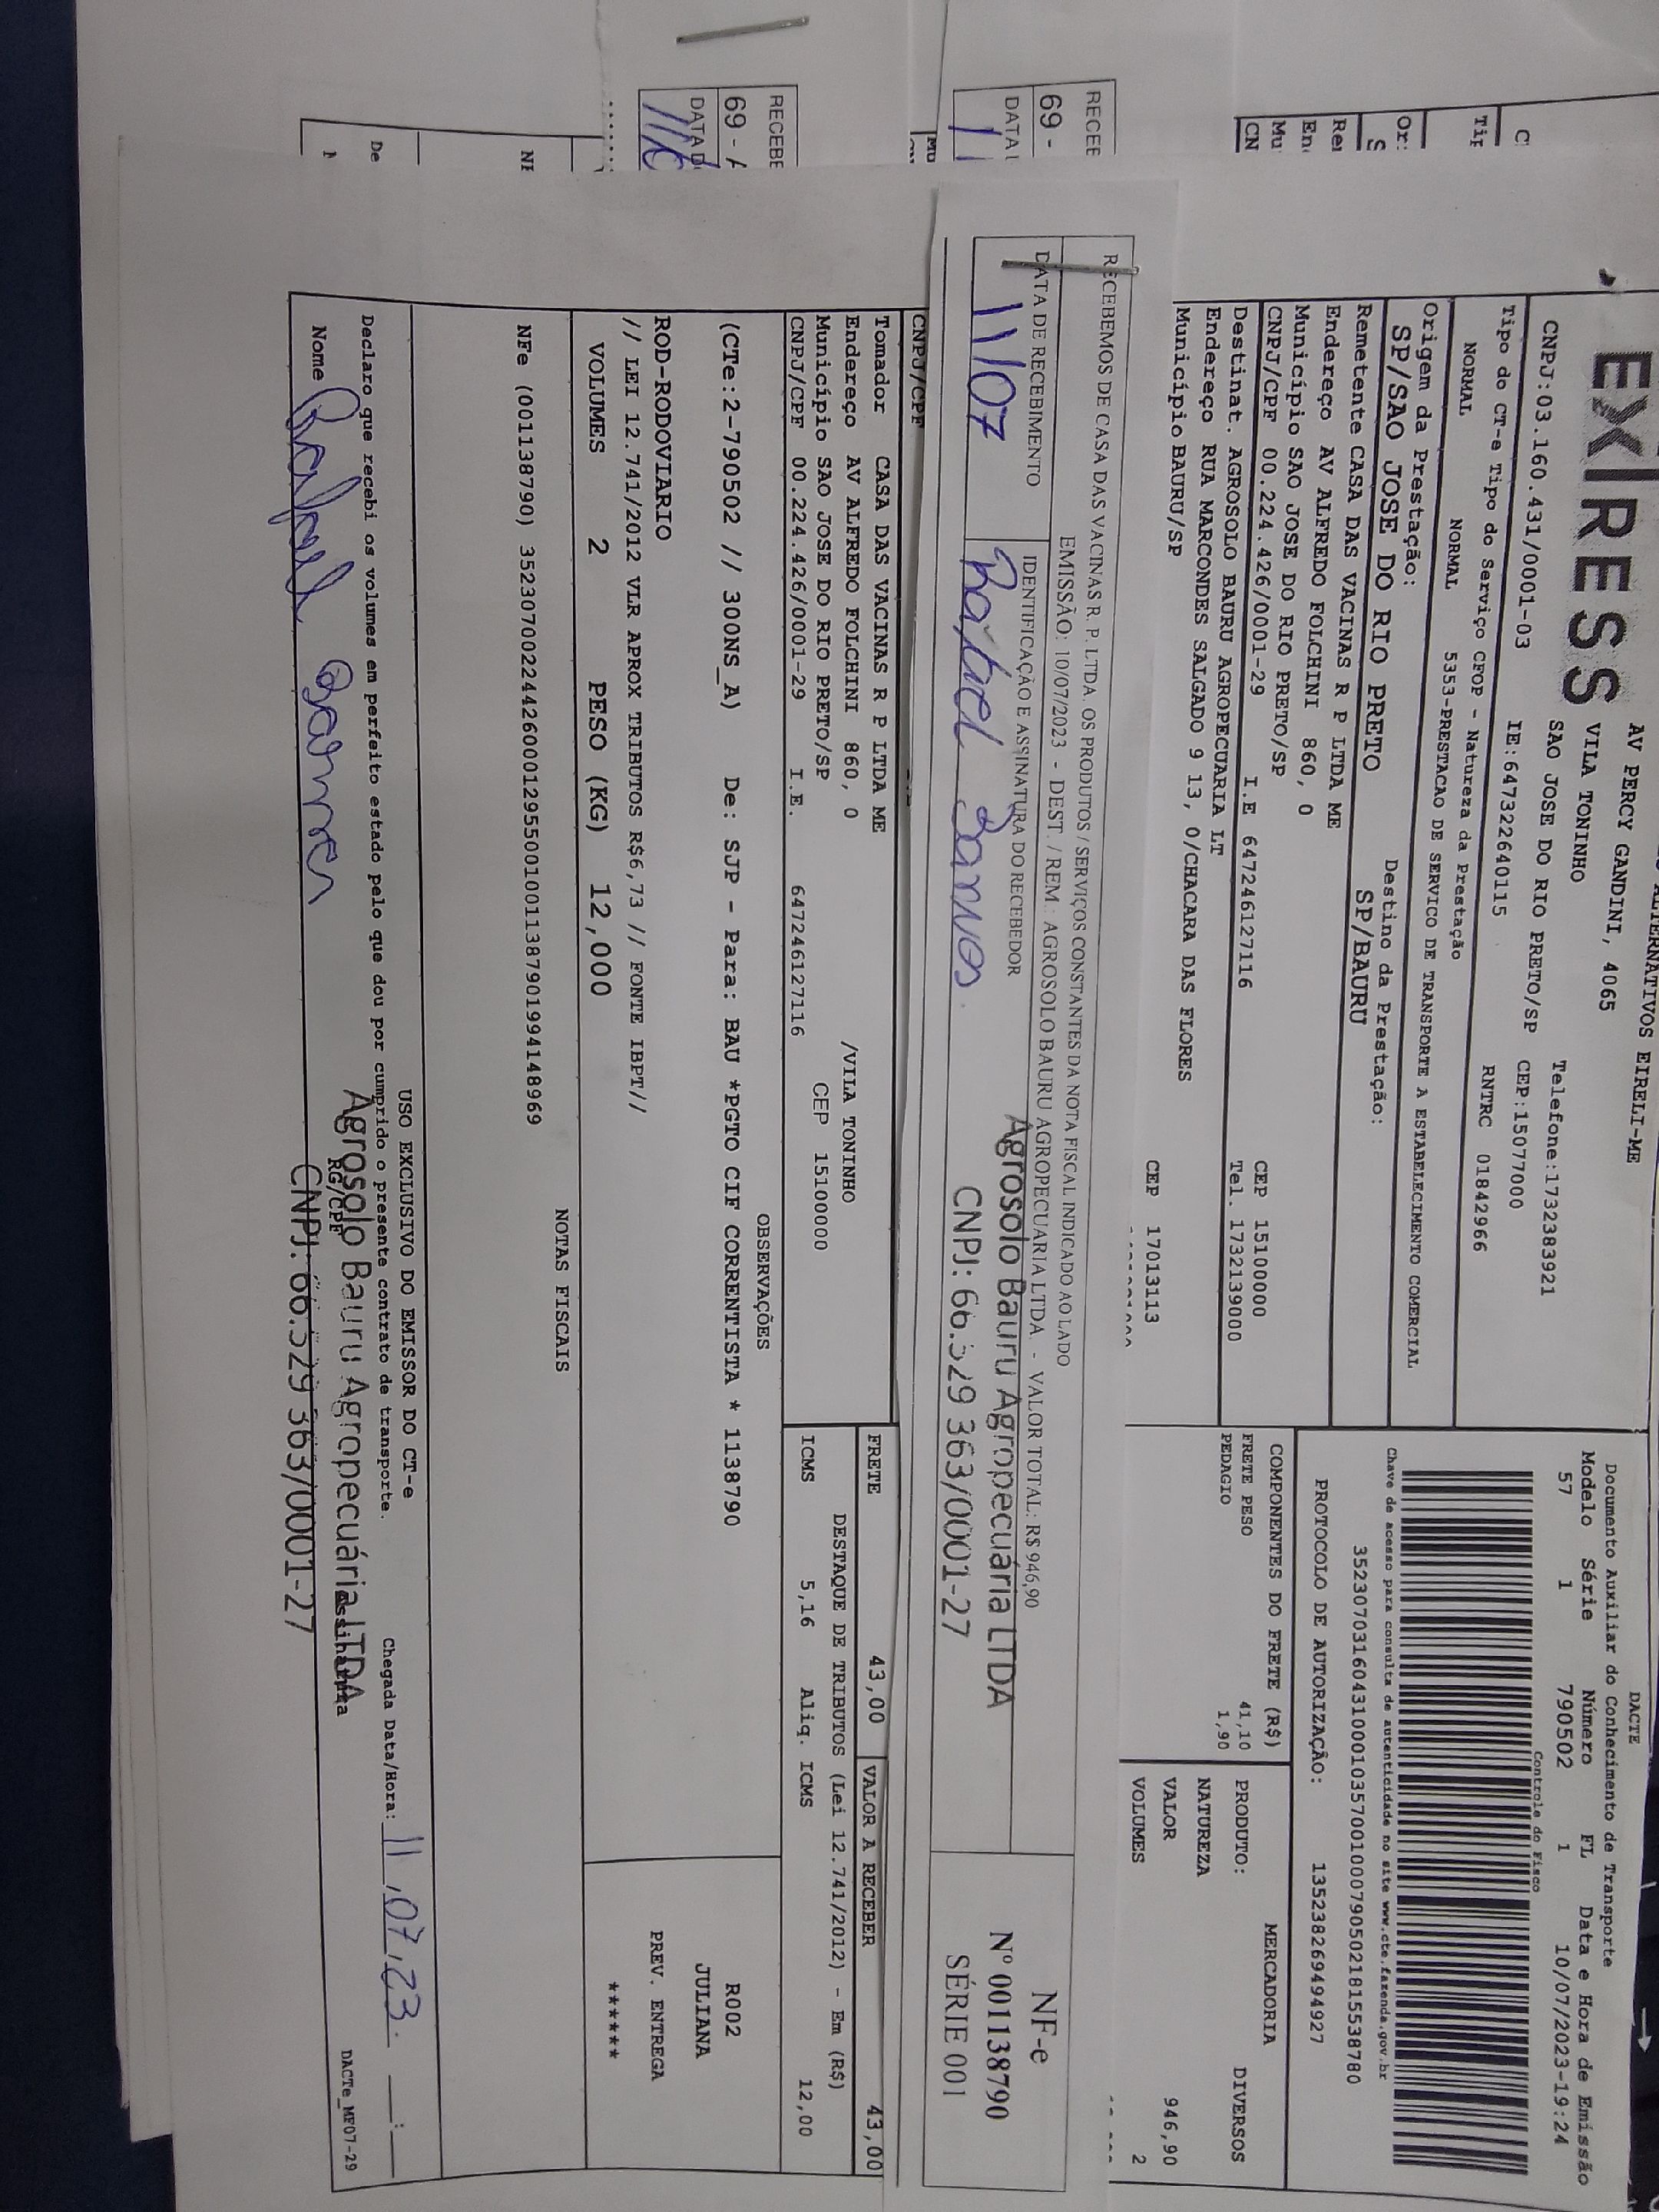 EXPRESS
ALTERNATIVOS EIRELI-ME
AV PERCY GANDINI, 4065
VILA TONINHO
SAO JOSE DO RIO PRETO/SP CEP:15077000
Telefone:1732383921
CNPJ:03.160.431/0001-03 IE:647322640115 RNTRC 01842966
Tipo do CT-e Tipo do Serviço CFOP - Natureza da Prestação
NORMAL NORMAL 5353-PRESTACAO DE SERVICO DE TRANSPORTE A ESTABELECIMENTO COMERCIAL
Origem da Prestação: Destino da Prestação:
SP/SAO JOSE DO RIO PRETO SP/BAURU
Remetente CASA DAS VACINAS R P LTDA ME
Endereço AV ALFREDO FOLCHINI 860, 0
Município SAO JOSE DO RIO PRETO/SP CEP 15100000
CNPJ/CPF 00.224.426/0001-29 I.E 647246127116 Tel. 1732139000
Destinat. AGROSOLO BAURU AGROPECUARIA LT
Endereço RUA MARCONDES SALGADO 9 13, 0/CHACARA DAS FLORES
Município BAURU/SP CEP 17013113
DACTE
Documento Auxiliar do Conhecimento de Transporte
Modelo Série Número FL Data e Hora de Emissão
57 1 790502 1 10/07/2023-19:24
Controle do Fisco
Chave de acesso para consulta de autenticidade no site www.cte.fazenda.gov.br
35230703160431000103570010007905021815538780
PROTOCOLO DE AUTORIZAÇÃO: 135238269494927
COMPONENTES DO FRETE (R$) MERCADORIA
FRETE PESO 41,10 PRODUTO: DIVERSOS
PEDAGIO 1,90 NATUREZA
VALOR 946,90
VOLUMES 2
RECEBEMOS DE CASA DAS VACINAS R. P. LTDA. OS PRODUTOS / SERVIÇOS CONSTANTES DA NOTA FISCAL INDICADO AO LADO
EMISSÃO: 10/07/2023 - DEST. / REM.: AGROSOLO BAURU AGROPECUARIA LTDA. - VALOR TOTAL: R$ 946,90
DATA DE RECEBIMENTO IDENTIFICAÇÃO E ASSINATURA DO RECEBEDOR
11/07 Rafael
Agrosolo Bauru Agropecuária LTDA
CNPJ: 66.529 363/0001-27
NF-e
Nº 001138790
SÉRIE 001
CNPJ/CPF
Tomador CASA DAS VACINAS R P LTDA ME
Endereço AV ALFREDO FOLCHINI 860, 0 /VILA TONINHO
Município SAO JOSE DO RIO PRETO/SP CEP 15100000
CNPJ/CPF 00.224.426/0001-29 I.E. 647246127116
FRETE 43,00 VALOR A RECEBER 43,00
DESTAQUE DE TRIBUTOS (Lei 12.741/2012) - Em (R$)
ICMS 5,16 Aliq. ICMS 12,00
OBSERVAÇÕES
(CTe:2-790502 // 300NS_A) De: SJP - Para: BAU *PGTO CIF CORRENTISTA * 1138790
R002
JULIANA
ROD-RODOVIARIO
// LEI 12.741/2012 VLR APROX TRIBUTOS R$6,73 // FONTE IBPT//
PREV. ENTREGA
******
VOLUMES 2 PESO (KG) 12,000
NOTAS FISCAIS
NFe (001138790) 35230700224426000129550010011387901994148969
USO EXCLUSIVO DO EMISSOR DO CT-e
Declaro que recebi os volumes em perfeito estado pelo que dou por cumprido o presente contrato de transporte.
Chegada Data/Hora: 11,07,23. __:__
Nome Rafael RG/CPF Assinatura
Agrosolo Bauru Agropecuária LTDA
CNPJ: 66.529 363/0001-27
DACTe_MF07-29
RECEBE
69 -
DATA D
RECEB
69 -
DATA